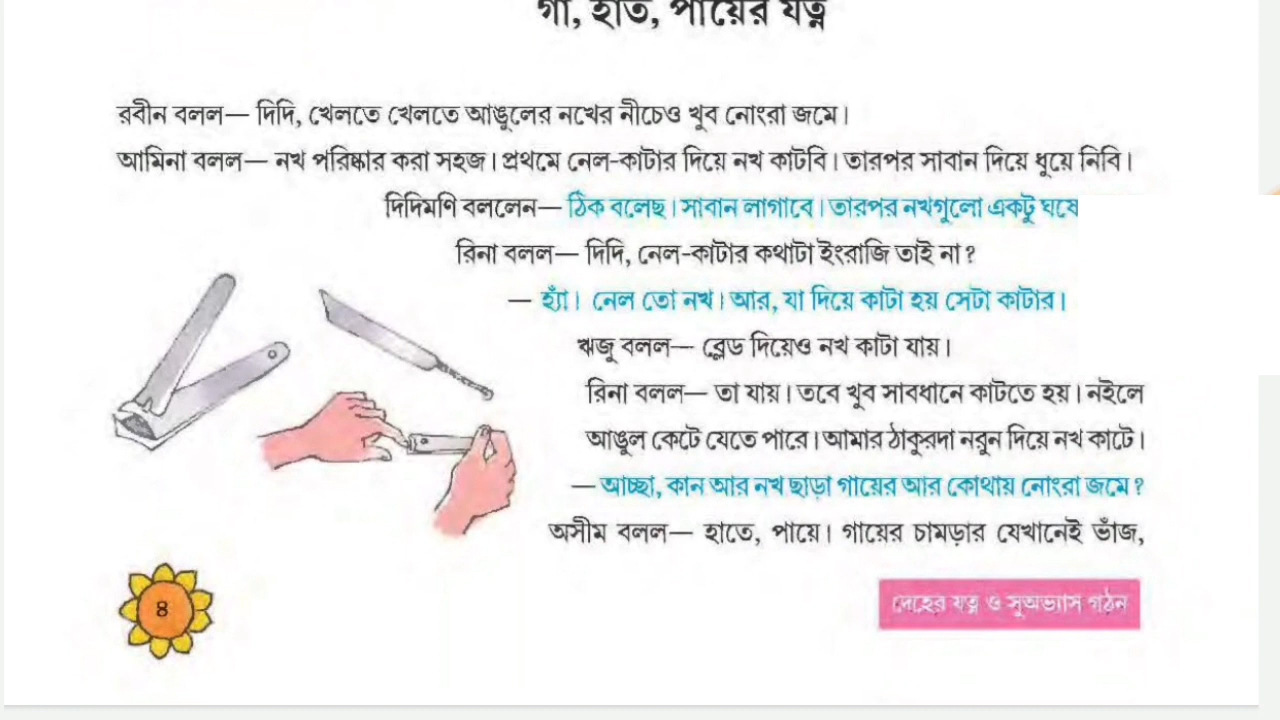 গা, হাত, পায়ের যত্ন
রবীন বলল— দিদি, খেলতে খেলতে আঙুলের নখের নীচেও খুব নোংরা জমে।
আমিনা বলল— নখ পরিষ্কার করা সহজ। প্রথমে নেল-কাটার দিয়ে নখ কাটবি। তারপর সাবান দিয়ে ধুয়ে নিবি।
দিদিমণি বললেন— ঠিক বলেছ। সাবান লাগাবে। তারপর নখগুলো একটু ঘষে
রিনা বলল— দিদি, নেল-কাটার কথাটা ইংরাজি তাই না?
— হ্যাঁ। নেল তো নখ। আর, যা দিয়ে কাটা হয় সেটা কাটার।
ঋজু বলল— ব্লেড দিয়েও নখ কাটা যায়।
রিনা বলল— তা যায়। তবে খুব সাবধানে কাটতে হয়। নইলে
আঙুল কেটে যেতে পারে। আমার ঠাকুরদা নরুন দিয়ে নখ কাটে।
— আচ্ছা, কান আর নখ ছাড়া গায়ের আর কোথায় নোংরা জমে?
অসীম বলল— হাতে, পায়ে। গায়ের চামড়ার যেখানেই ভাঁজ,
৪
দেহের যত্ন ও সুঅভ্যাস গঠন